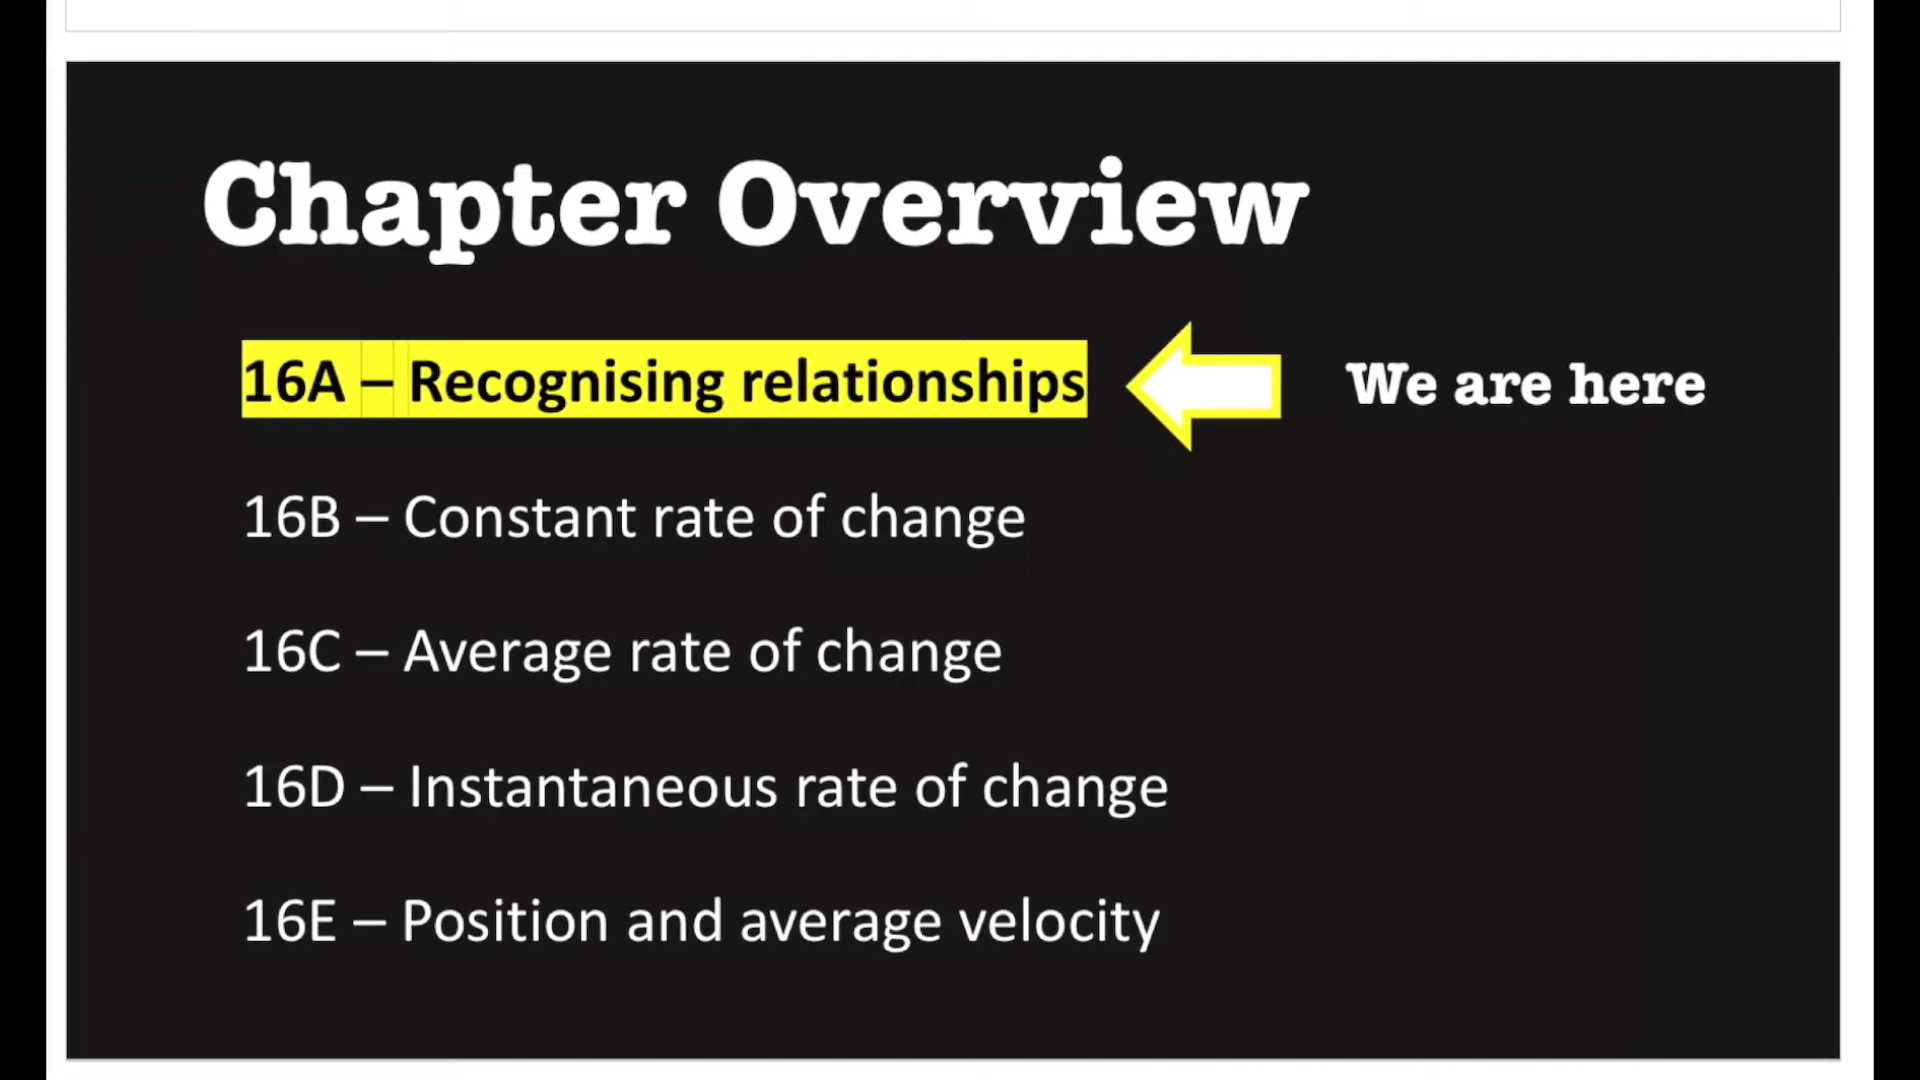 Chapter Overview
16A – Recognising relationships
We are here
16B – Constant rate of change
16C – Average rate of change
16D – Instantaneous rate of change
16E – Position and average velocity